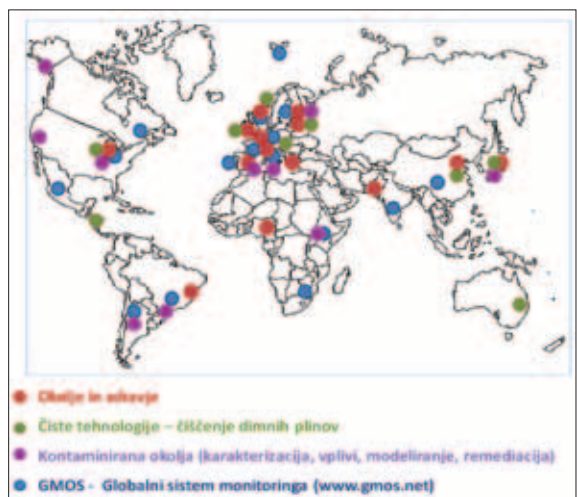 Okolje in zdravje
Čiste tehnologije – čiščenje dimnih plinov
Kontaminirana okolja (karakterizacija, vplivi, modeliranje, remediacija)
GMOS - Globalni sistem monitoringa (www.gmos.net)